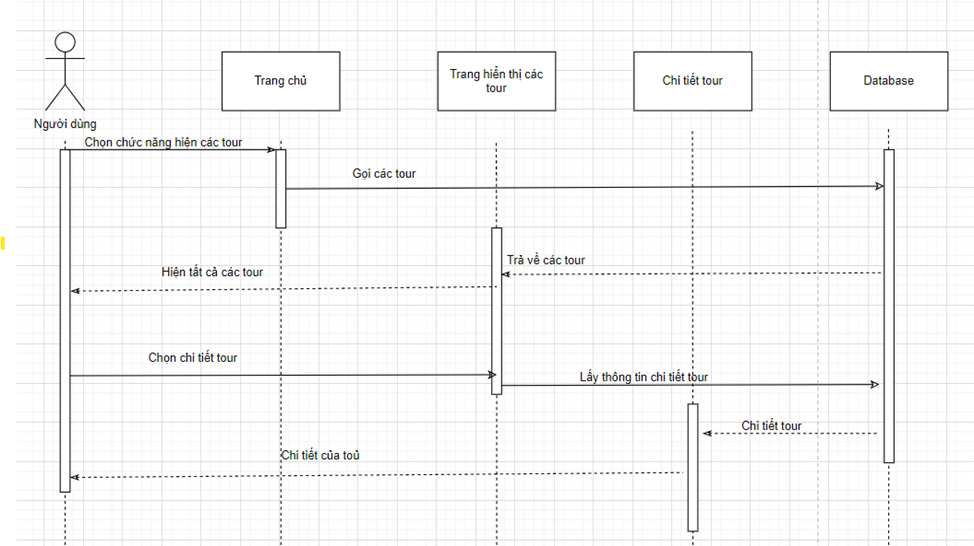 Trang chủ
Trang hiển thị các
tour
Chi tiết tour
Database
Người dùng
Chọn chức năng hiện các tour
Gọi các tour
Trả về các tour
Hiện tất cả các tour
Chọn chi tiết tour
Lấy thông tin chi tiết tour
Chi tiết tour
Chi tiết của toủ